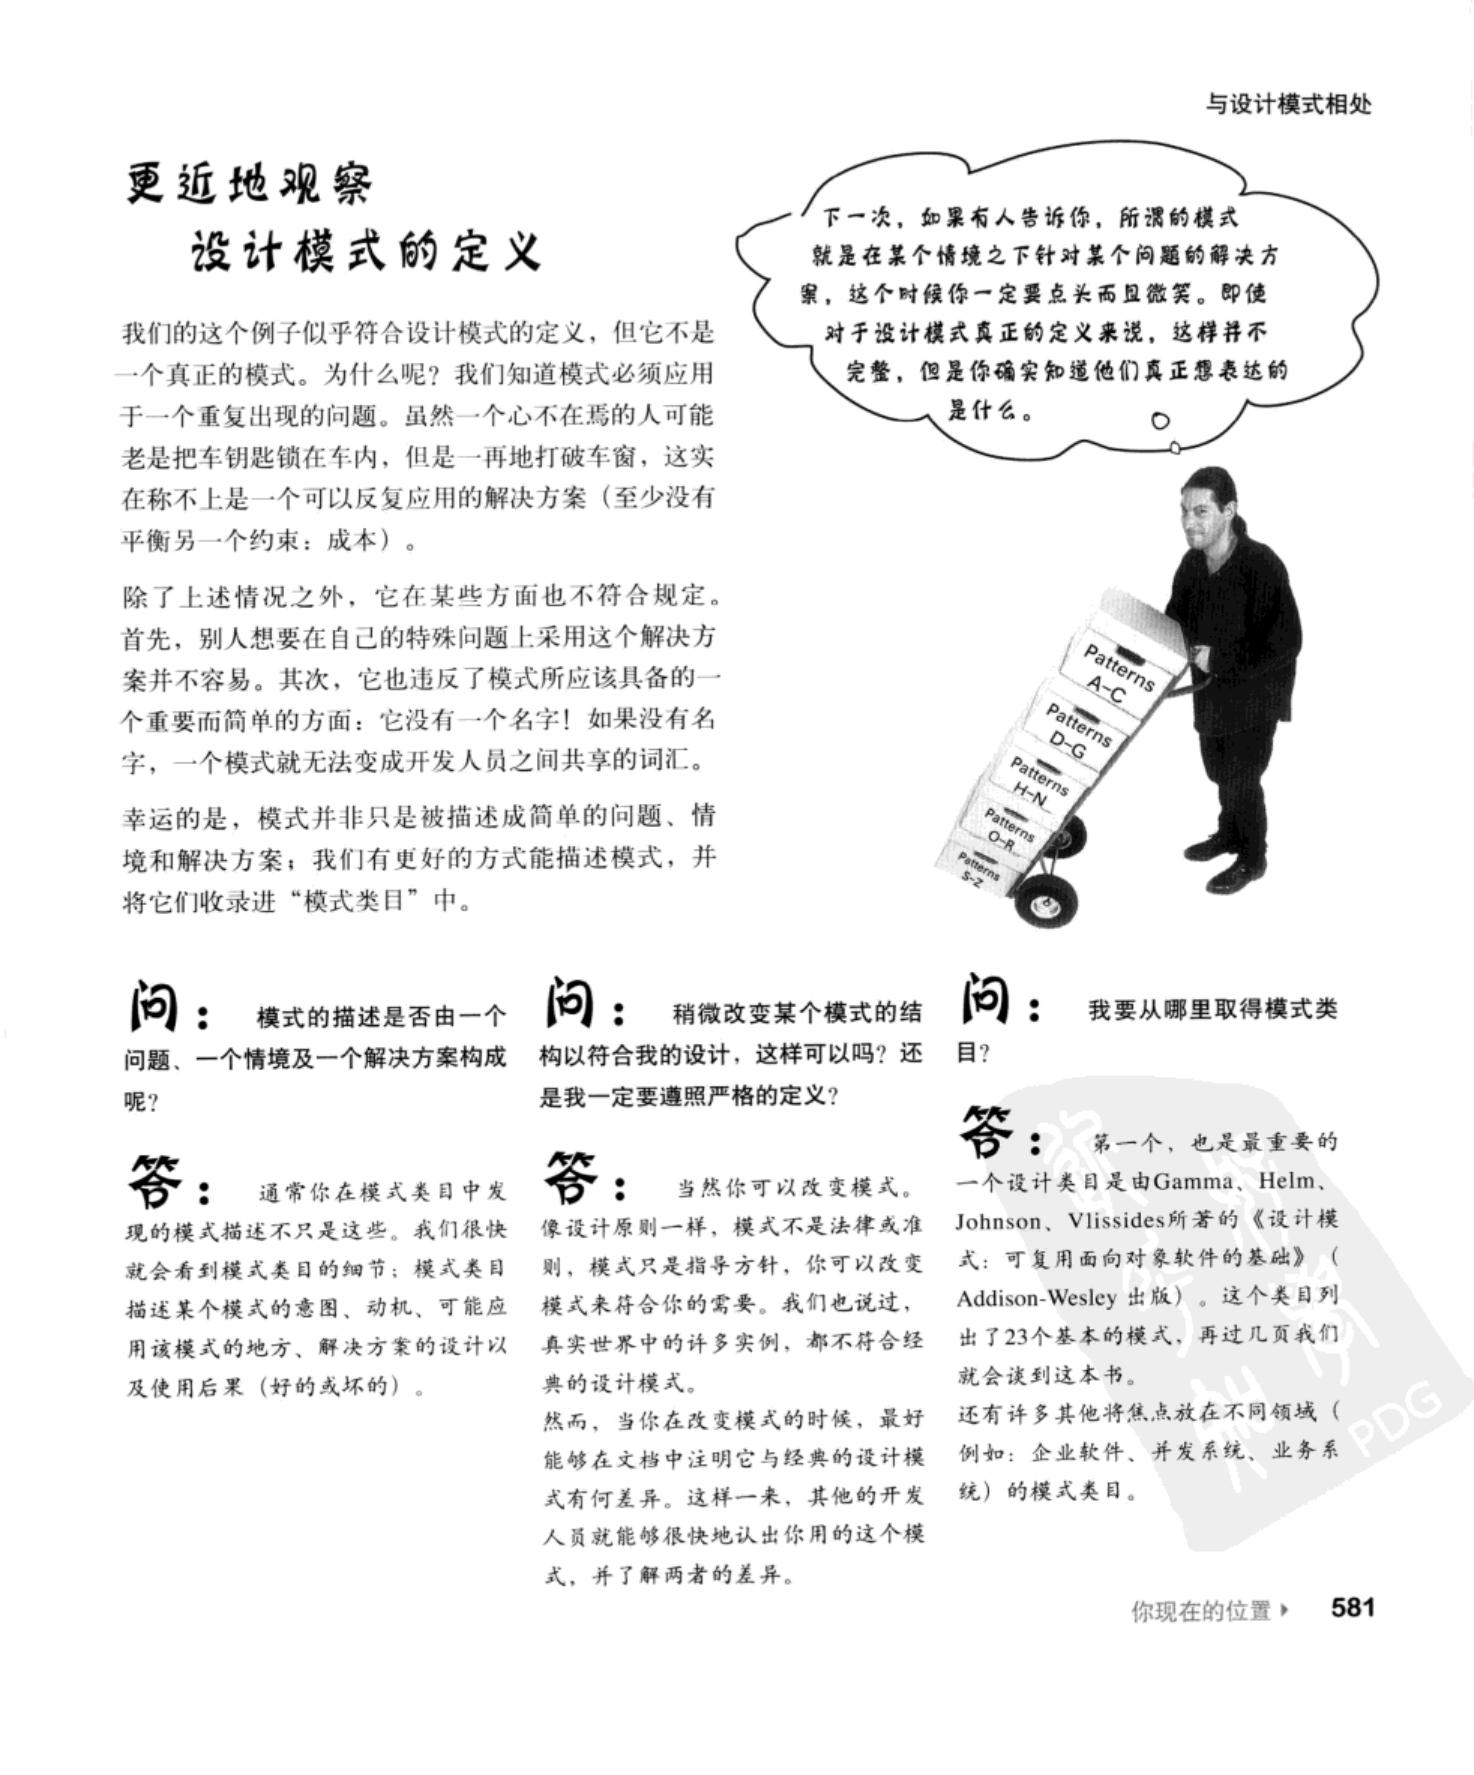 与设计模式相处
更近地观察
设计模式的定义
我们的这个例子似乎符合设计模式的定义，但它不是
一个真正的模式。为什么呢？我们知道模式必须应用
于一个重复出现的问题。虽然一个心不在焉的人可能
老是把车钥匙锁在车内，但是一再地打破车窗，这实
在称不上是一个可以反复应用的解决方案（至少没有
平衡另一个约束：成本）。
除了上述情况之外，它在某些方面也不符合规定。
首先，别人想要在自己的特殊问题上采用这个解决方
案并不容易。其次，它也违反了模式所应该具备的一
个重要而简单的方面：它没有一个名字！如果没有名
字，一个模式就无法变成开发人员之间共享的词汇。
幸运的是，模式并非只是被描述成简单的问题、情
境和解决方案；我们有更好的方式能描述模式，并
将它们收录进“模式类目”中。
下一次，如果有人告诉你，所谓的模式
就是在某个情境之下针对某个问题的解决方
案，这个时候你一定要点头而且微笑。即使
对于设计模式真正的定义来说，这样并不
完整，但是你确实知道他们真正想表达的
是什么。
Patterns
A-C
Patterns
D-G
Patterns
H-N
Patterns
O-R
Patterns
S-Z
问： 模式的描述是否由一个
问题、一个情境及一个解决方案构成
呢？
答： 通常你在模式类目中发
现的模式描述不只是这些。我们很快
就会看到模式类目的细节；模式类目
描述某个模式的意图、动机、可能应
用该模式的地方、解决方案的设计以
及使用后果（好的或坏的）。
问： 稍微改变某个模式的结
构以符合我的设计，这样可以吗？还
是我一定要遵照严格的定义？
答： 当然你可以改变模式。
像设计原则一样，模式不是法律或准
则，模式只是指导方针，你可以改变
模式来符合你的需要。我们也说过，
真实世界中的许多实例，都不符合经
典的设计模式。
然而，当你在改变模式的时候，最好
能够在文档中注明它与经典的设计模
式有何差异。这样一来，其他的开发
人员就能够很快地认出你用的这个模
式，并了解两者的差异。
问： 我要从哪里取得模式类
目？
答： 第一个，也是最重要的
一个设计类目是由Gamma、Helm、
Johnson、Vlissides所著的《设计模
式：可复用面向对象软件的基础》（
Addison-Wesley 出版）。这个类目列
出了23个基本的模式，再过几页我们
就会谈到这本书。
还有许多其他将焦点放在不同领域（
例如：企业软件、并发系统、业务系
统）的模式类目。
PDG
你现在的位置 581